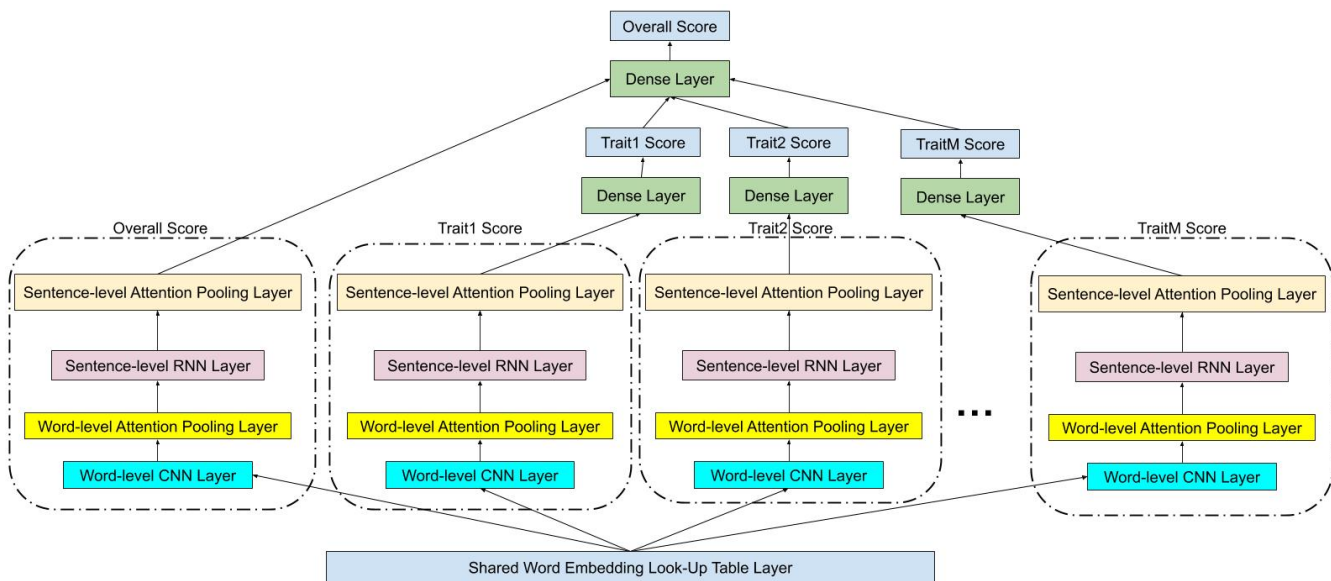 Overall Score
Dense Layer
Trait1 Score
Trait2 Score
TraitM Score
Dense Layer
Dense Layer
Dense Layer
Overall Score
Trait1 Score
Trait2 Score
TraitM Score
Sentence-level Attention Pooling Layer
Sentence-level Attention Pooling Layer
Sentence-level Attention Pooling Layer
Sentence-level Attention Pooling Layer
Sentence-level RNN Layer
Sentence-level RNN Layer
Sentence-level RNN Layer
Sentence-level RNN Layer
Word-level Attention Pooling Layer
Word-level Attention Pooling Layer
Word-level Attention Pooling Layer
...
Word-level Attention Pooling Layer
Word-level CNN Layer
Word-level CNN Layer
Word-level CNN Layer
Word-level CNN Layer
Shared Word Embedding Look-Up Table Layer